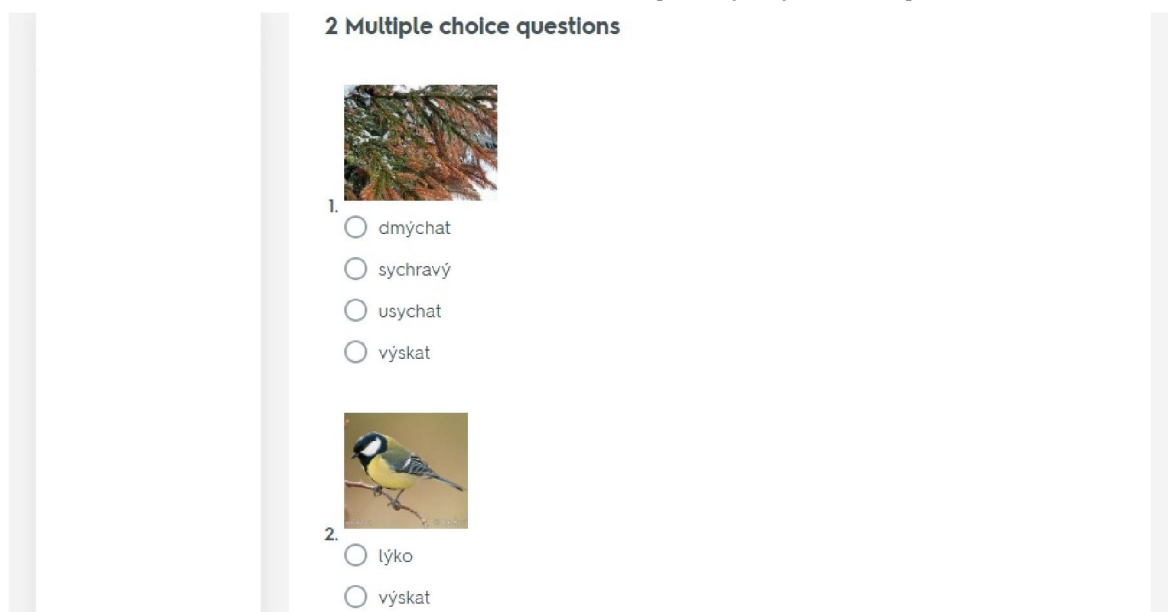 2 Multiple choice questions
1.
dmýchat
sychravý
usychat
výskat
2.
lýko
výskat